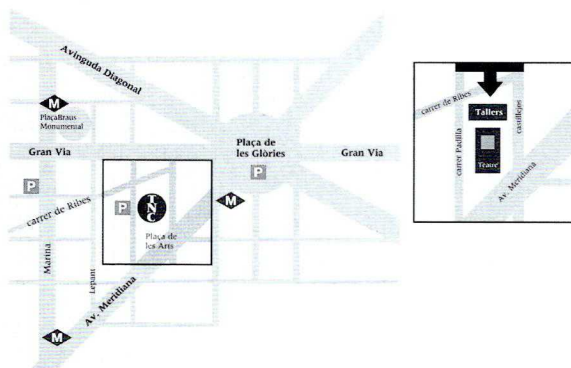 Avinguda Diagonal
M
PlaçaBraus
Monumental
Gran Via
Plaça de
les Glòries
Gran Via
P
P
M
P
TNC
carrer de Ribes
Plaça de
les Arts
Marina
Lepant
Av. Meridiana
M
carrer de Ribes
Tallers
castillejos
carrer Padilla
Teatre
Av. Meridiana